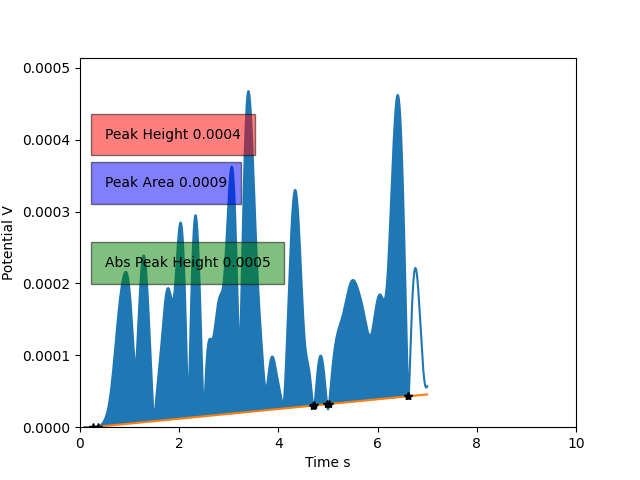 0.0005
0.0004
0.0003
0.0002
0.0001
0.0000
Potential V
Peak Height 0.0004
Peak Area 0.0009
Abs Peak Height 0.0005
0 2 4 6 8 10
Time s